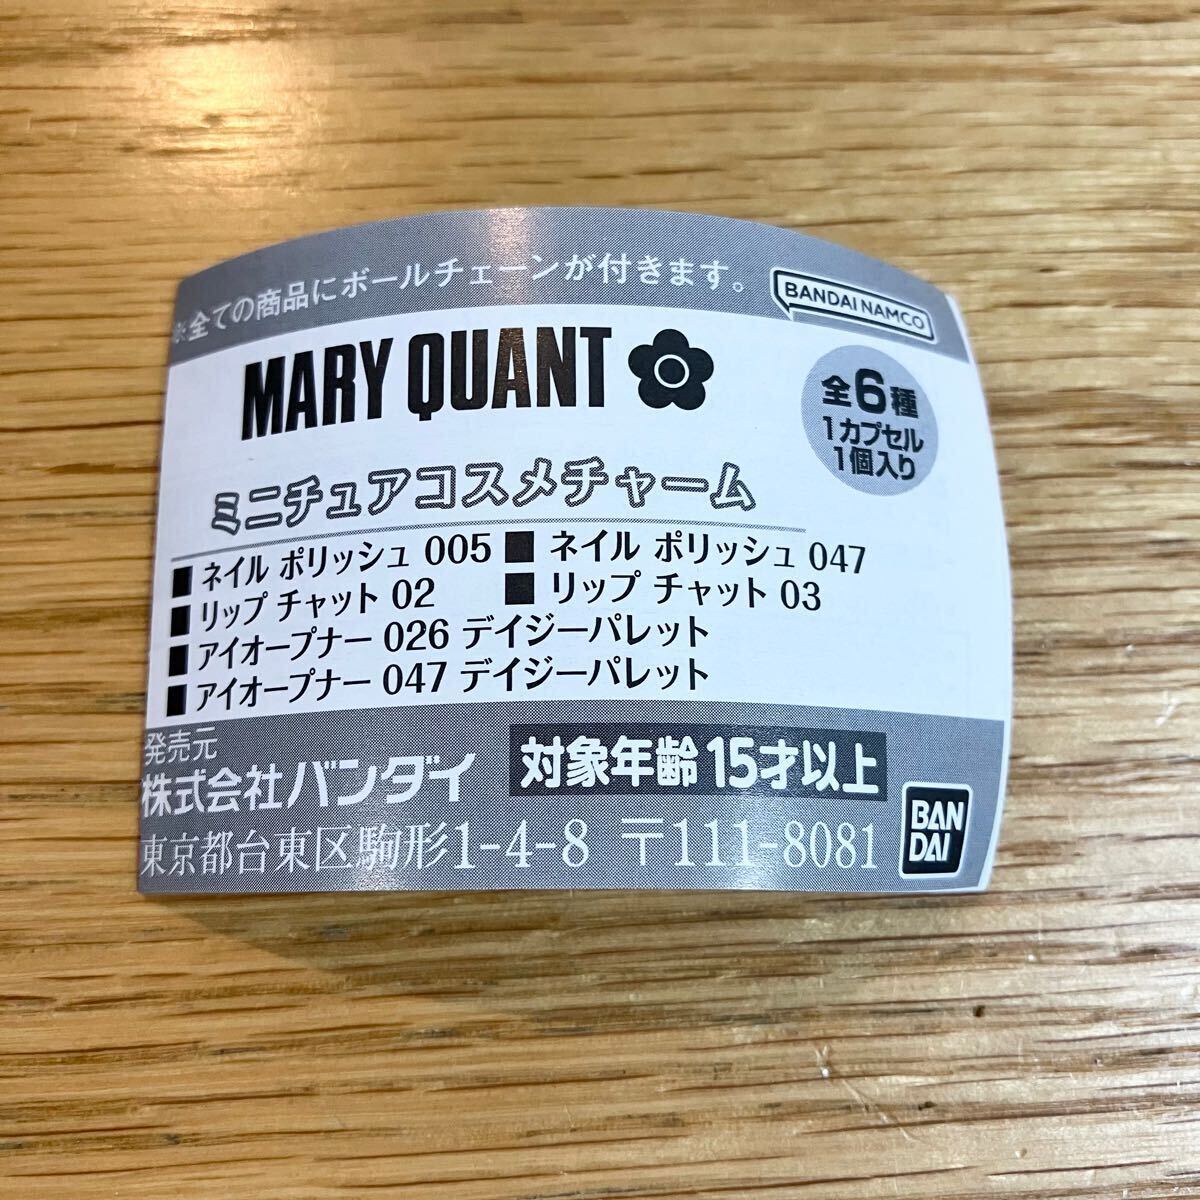 ※全ての商品にボールチェーンが付きます。
BANDAI NAMCO
MARY QUANT
全6種
1カプセル
1個入り
ミニチュアコスメチャーム
■ ネイル ポリッシュ 005 ■ ネイル ポリッシュ 047
■ リップ チャット 02 ■ リップ チャット 03
■ アイオープナー 026 デイジーパレット
■ アイオープナー 047 デイジーパレット
発売元
株式会社バンダイ
対象年齢 15才以上
東京都台東区駒形1-4-8 〒111-8081
BAN
DAI